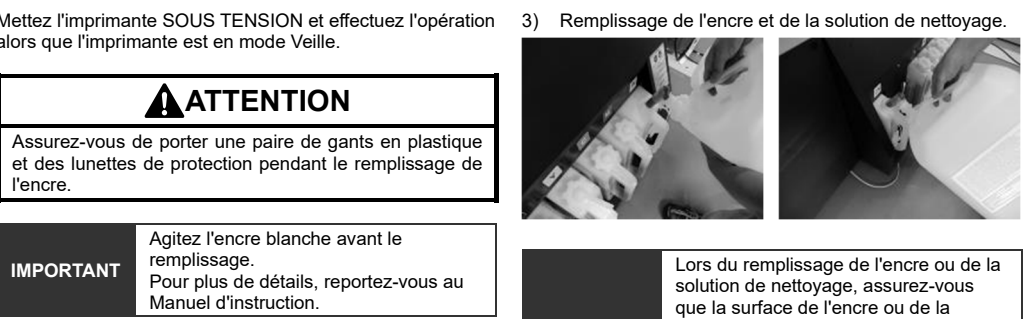 Mettez l'imprimante SOUS TENSION et effectuez l'opération
alors que l'imprimante est en mode Veille.
ATTENTION
Assurez-vous de porter une paire de gants en plastique
et des lunettes de protection pendant le remplissage de
l'encre.
IMPORTANT
Agitez l'encre blanche avant le
remplissage.
Pour plus de détails, reportez-vous au
Manuel d'instruction.
3) Remplissage de l'encre et de la solution de nettoyage.
Lors du remplissage de l'encre ou de la
solution de nettoyage, assurez-vous
que la surface de l'encre ou de la